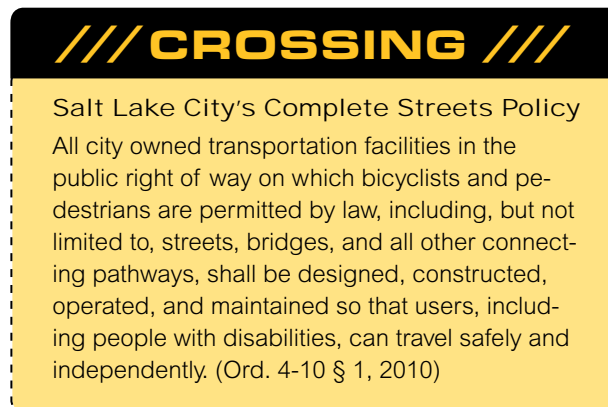 /// CROSSING ///
Salt Lake City's Complete Streets Policy
All city owned transportation facilities in the
public right of way on which bicyclists and pe-
destrians are permitted by law, including, but not
limited to, streets, bridges, and all other connect-
ing pathways, shall be designed, constructed,
operated, and maintained so that users, includ-
ing people with disabilities, can travel safely and
independently. (Ord. 4-10 § 1, 2010)